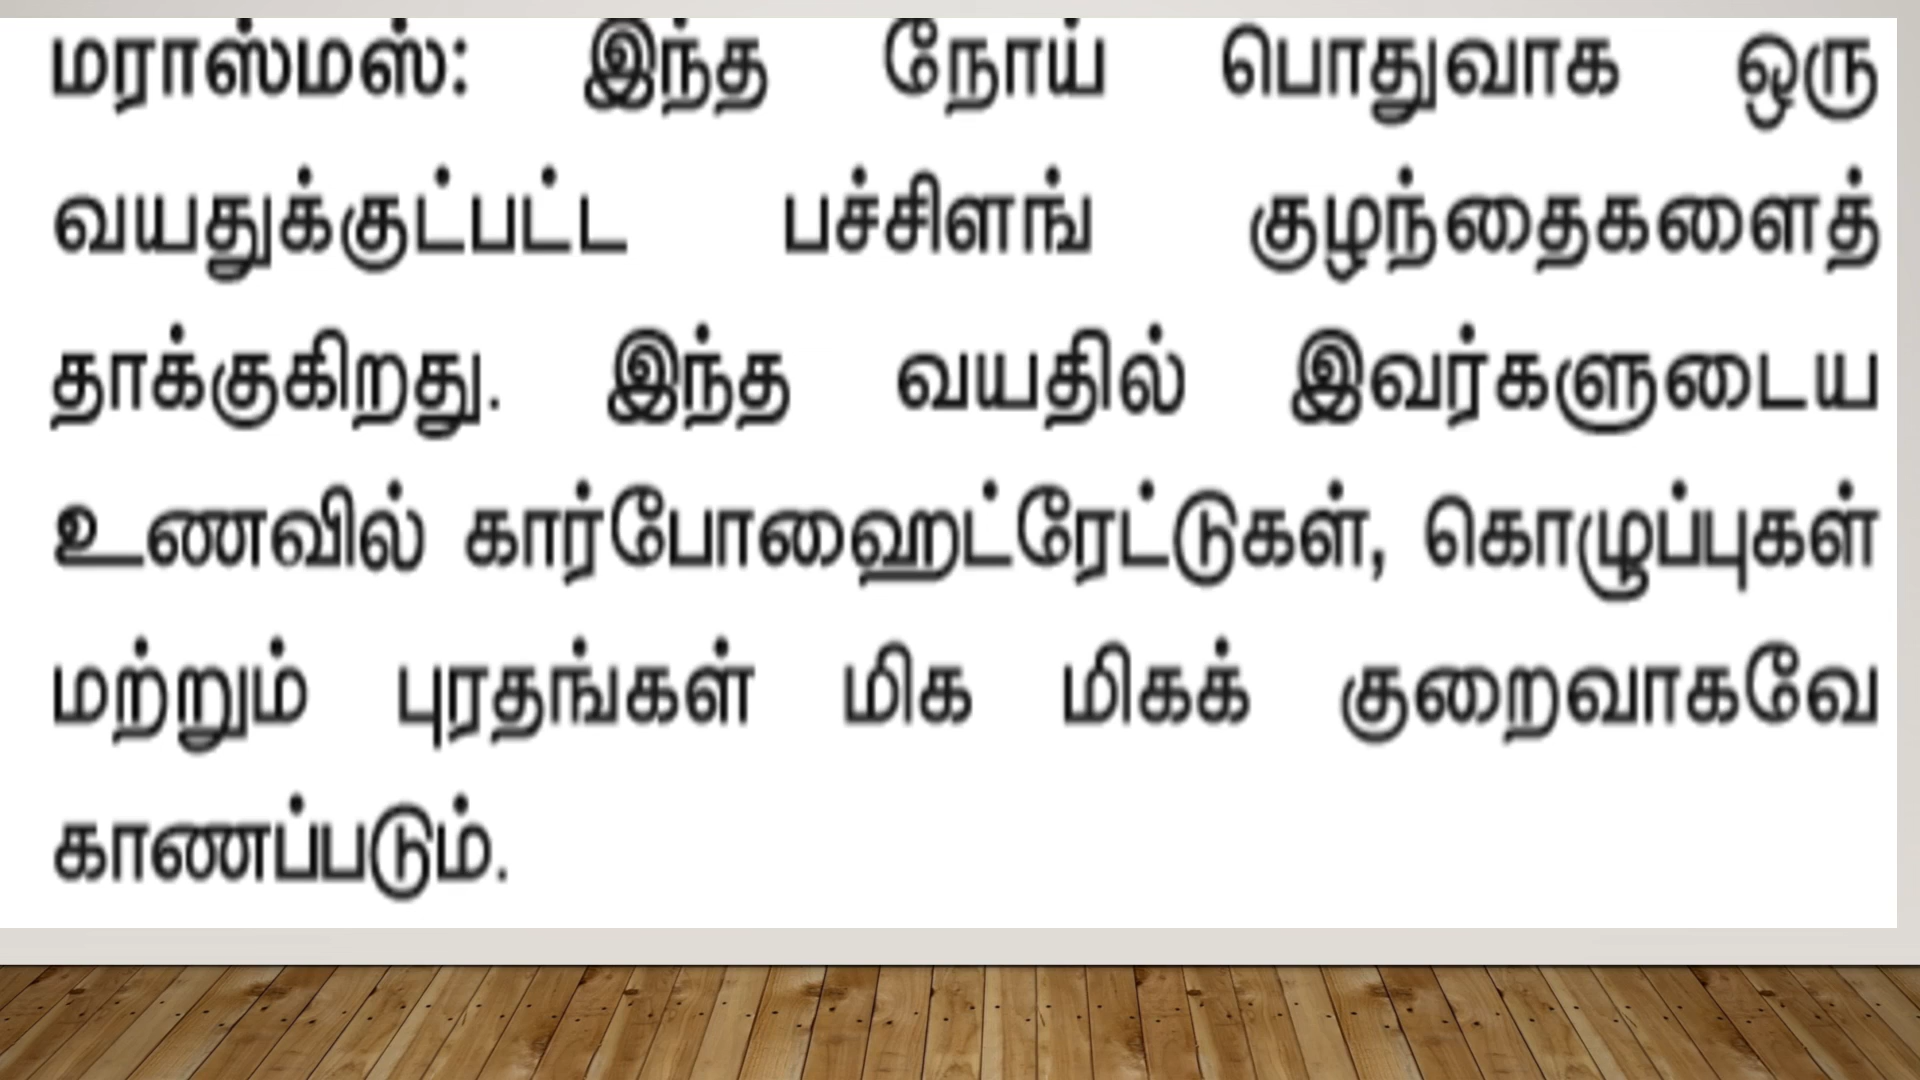 மராஸ்மஸ்: இந்த நோய் பொதுவாக ஒரு
வயதுக்குட்பட்ட பச்சிளங் குழந்தைகளைத்
தாக்குகிறது. இந்த வயதில் இவர்களுடைய
உணவில் கார்போஹைட்ரேட்டுகள், கொழுப்புகள்
மற்றும் புரதங்கள் மிக மிகக் குறைவாகவே
காணப்படும்.